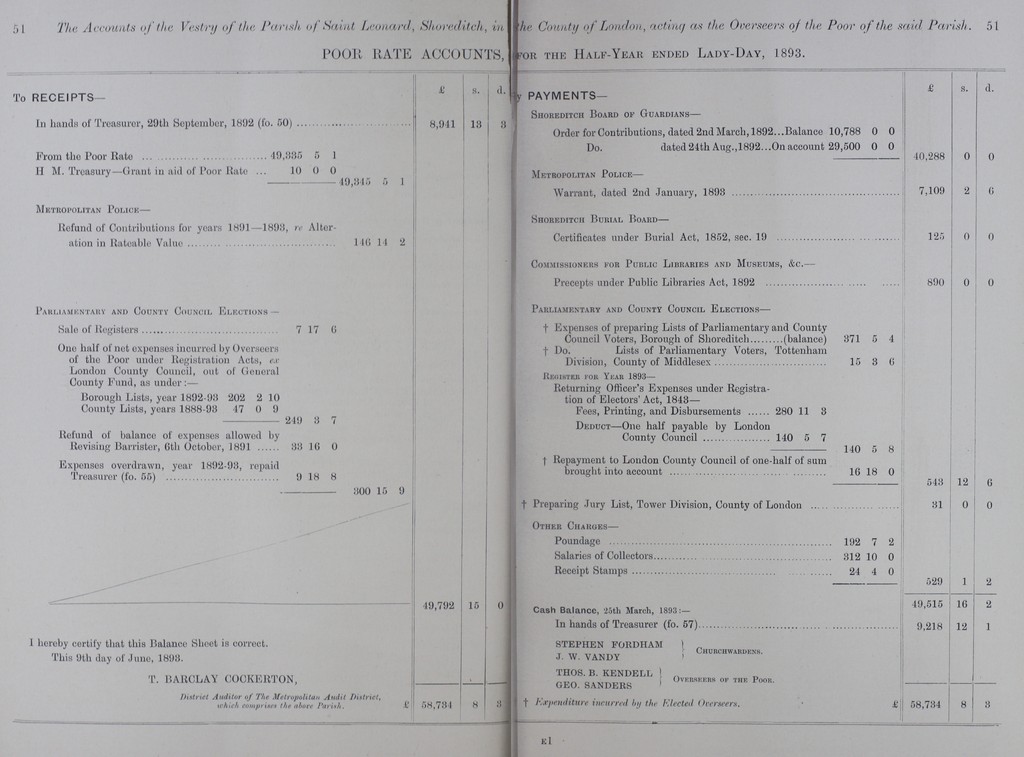 51 The Accounts of the Vestry of the Parish of Saint Leonard, Shoreditch, in the County of London, acting as the Overseers of the Poor of the said Parish. 51
POOR RATE ACCOUNTS, FOR THE HALF-YEAR ENDED LADY-DAY, 1893.
£ s. d.
To RECEIPTS—
In hands of Treasurer, 29th September, 1892 (fo. 50) 8,941 13 3
From the Poor Rate 49,335 5 1
H M. Treasury—Grant in aid of Poor Rate 10 0 0
49,345 5 1
METROPOLITAN POLICE—
Refund of Contributions for years 1891—1893, re Alter-
ation in Rateable Value 146 14 2
PARLIAMENTARY AND COUNTY COUNCIL ELECTIONS—
Sale of Registers 7 17 6
One half of net expenses incurred by Overseers
of the Poor under Registration Acts, ex
London County Council, out of General
County Fund, as under:—
Borough Lists, year 1892-93 202 2 10
County Lists, years 1888-93 47 0 9
249 3 7
Refund of balance of expenses allowed by
Revising Barrister, 6th October, 1891 33 16 0
Expenses overdrawn, year 1892-93, repaid
Treasurer (fo. 55) 9 18 8
300 15 9
49,792 15 0
I hereby certify that this Balance Sheet is correct.
This 9th day of June, 1893.
T. BARCLAY COCKERTON,
District Auditor of The Metropolitan Audit District,
which comprises the above Parish. £ 58,734 8 3
£ s. d.
By PAYMENTS—
SHOREDITCH BOARD OF GUARDIANS—
Order for Contributions, dated 2nd March, 1892...Balance 10,788 0 0
Do. dated 24th Aug., 1892...On account 29,500 0 0
40,288 0 0
METROPOLITAN POLICE—
Warrant, dated 2nd January, 1893 7,109 2 6
SHOREDITCH BURIAL BOARD—
Certificates under Burial Act, 1852, sec. 19 125 0 0
COMMISSIONERS FOR PUBLIC LIBRARIES AND MUSEUMS, &c.—
Precepts under Public Libraries Act, 1892 890 0 0
PARLIAMENTARY AND COUNTY COUNCIL ELECTIONS—
† Expenses of preparing Lists of Parliamentary and County
Council Voters, Borough of Shoreditch.........(balance) 371 5 4
† Do. Lists of Parliamentary Voters, Tottenham
Division, County of Middlesex 15 3 6
REGISTER FOR YEAR 1893—
Returning Officer's Expenses under Registra-
tion of Electors' Act, 1843—
Fees, Printing, and Disbursements 280 11 3
DEDUCT—One half payable by London
County Council 140 5 7
140 5 8
† Repayment to London County Council of one-half of sum
brought into account 16 18 0
543 12 6
† Preparing Jury List, Tower Division, County of London 31 0 0
OTHER CHARGES—
Poundage 192 7 2
Salaries of Collectors 312 10 0
Receipt Stamps 24 4 0
529 1 2
49,515 16 2
Cash Balance, 25th March, 1893:—
In hands of Treasurer (fo. 57) 9,218 12 1
STEPHEN FORDHAM
J. W. VANDY } CHURCHWARDENS.
THOS. B. KENDELL
GEO. SANDERS } OVERSEERS OF THE POOR.
† Expenditure incurred by the Elected Overseers. £ 58,734 8 3
E1